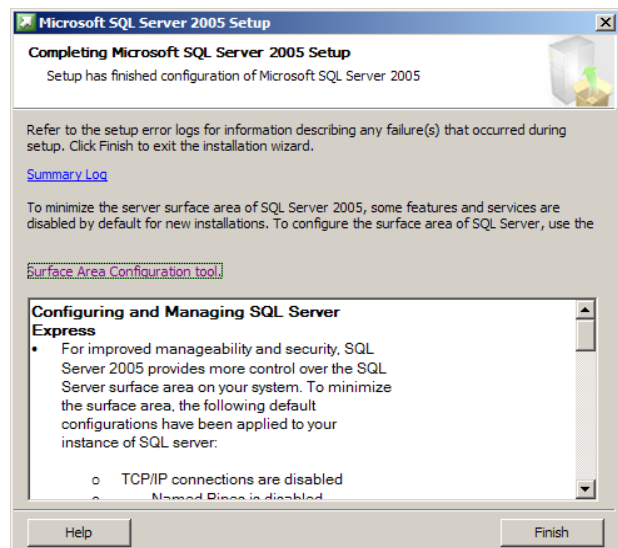 Microsoft SQL Server 2005 Setup
Completing Microsoft SQL Server 2005 Setup
Setup has finished configuration of Microsoft SQL Server 2005
Refer to the setup error logs for information describing any failure(s) that occurred during
setup. Click Finish to exit the installation wizard.
Summary Log
To minimize the server surface area of SQL Server 2005, some features and services are
disabled by default for new installations. To configure the surface area of SQL Server, use the
Surface Area Configuration tool.
Configuring and Managing SQL Server
Express
• For improved manageability and security, SQL
Server 2005 provides more control over the SQL
Server surface area on your system. To minimize
the surface area, the following default
configurations have been applied to your
instance of SQL server:
o TCP/IP connections are disabled
o Named Pipes is disabled
Help
Finish